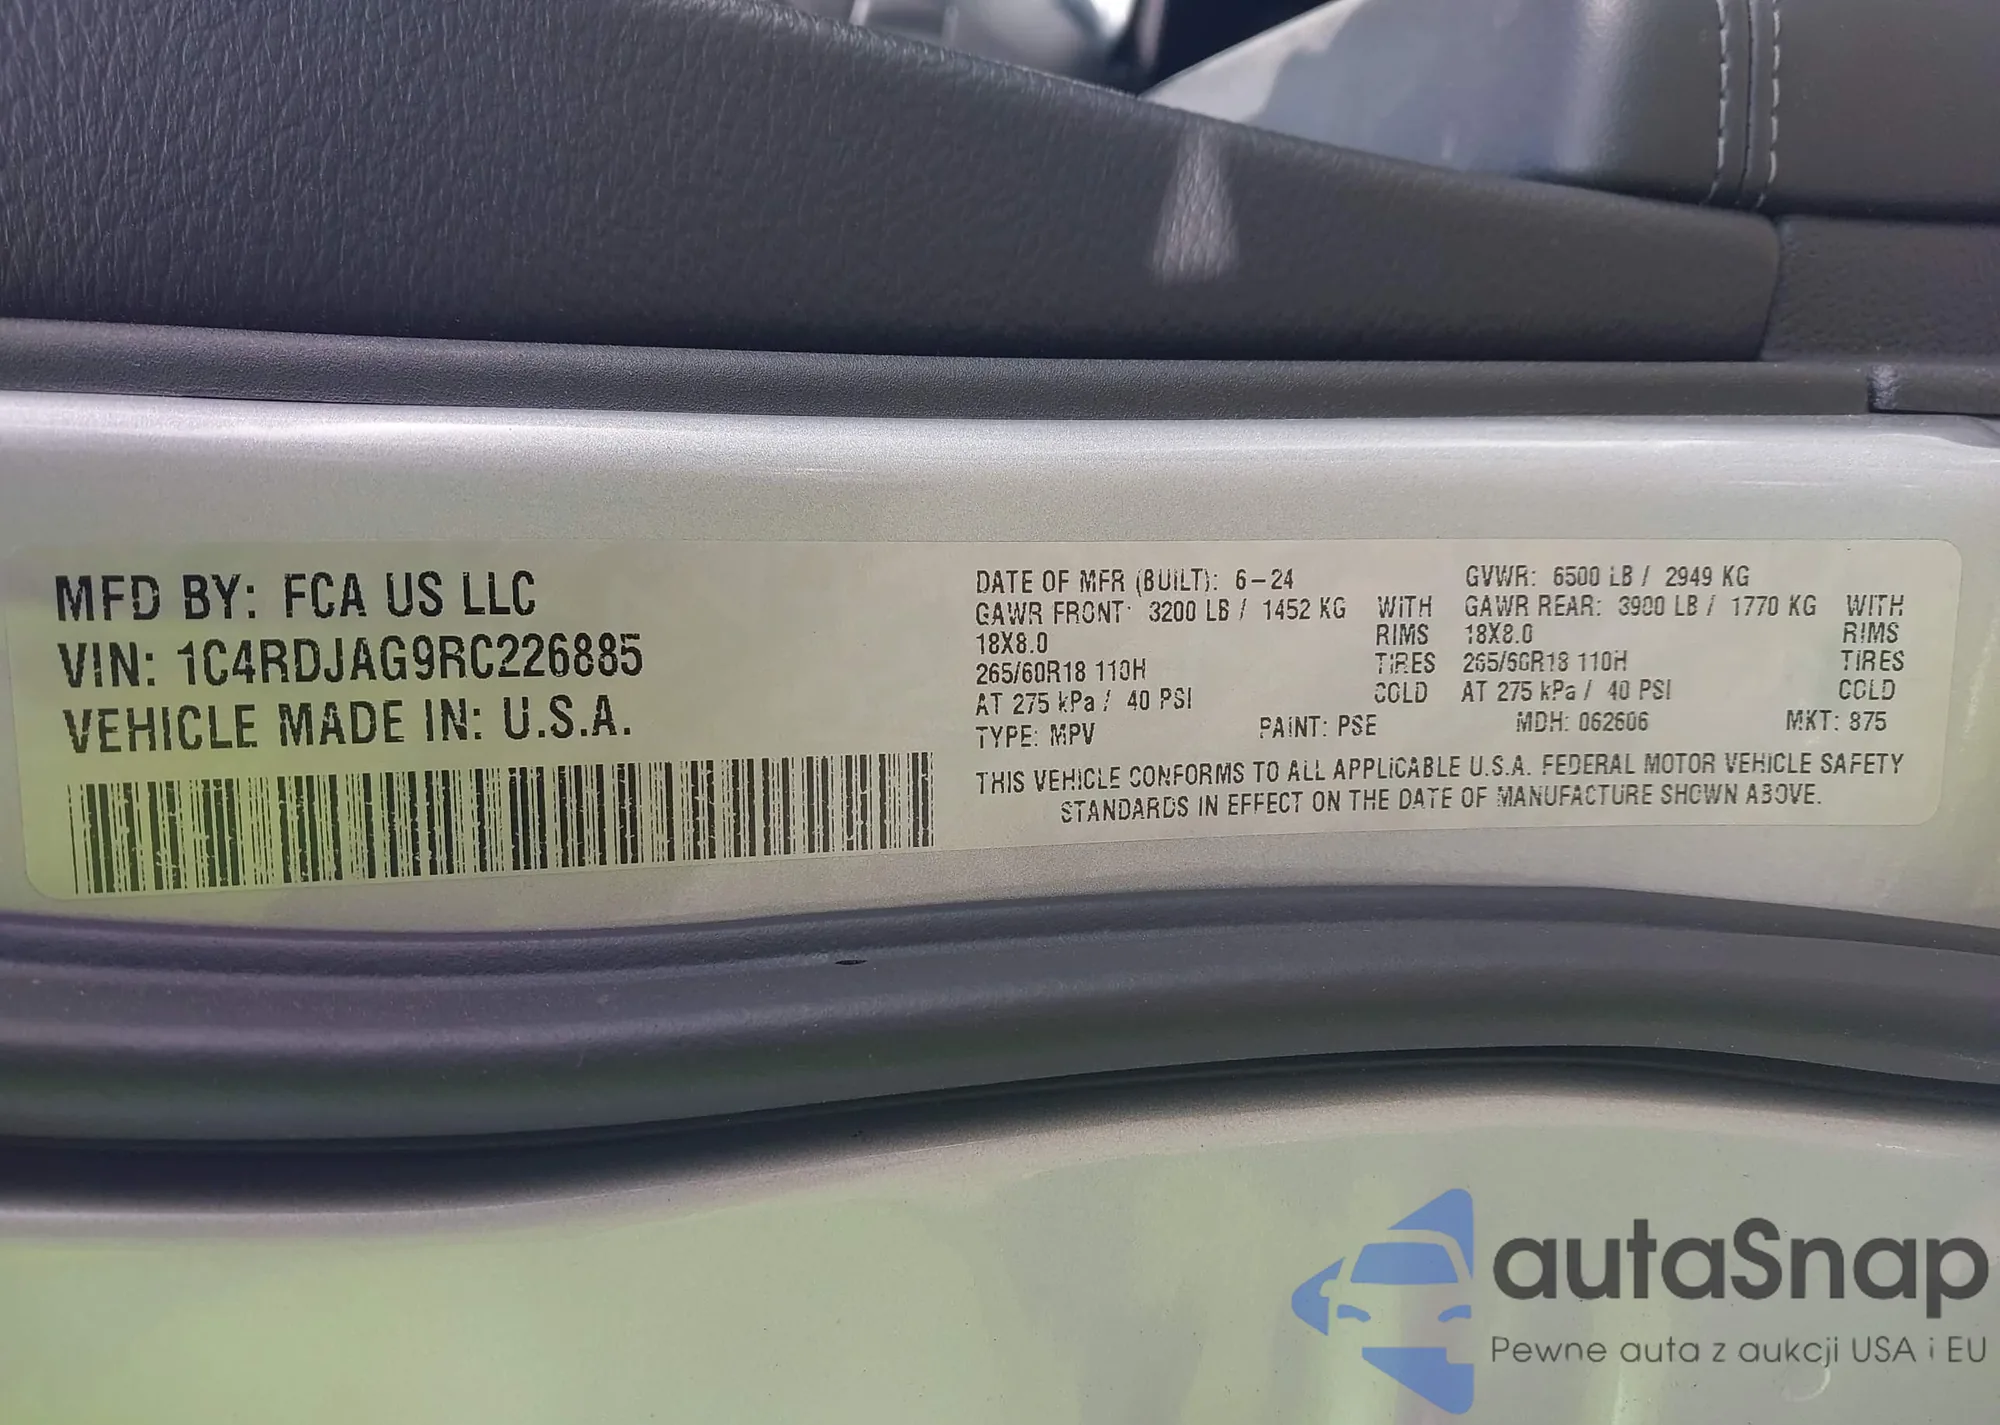 MFD BY: FCA US LLC
VIN: 1C4RDJAG9RC226885
VEHICLE MADE IN: U.S.A.
DATE OF MFR (BUILT): 6-24 GVWR: 6500 LB / 2949 KG
GAWR FRONT: 3200 LB / 1452 KG WITH GAWR REAR: 3900 LB / 1770 KG WITH
18X8.0 RIMS 18X8.0 RIMS
265/60R18 110H TIRES 265/60R18 110H TIRES
AT 275 kPa / 40 PSI COLD AT 275 kPa / 40 PSI COLD
TYPE: MPV PAINT: PSE MDH: 062606 MKT: 875
THIS VEHICLE CONFORMS TO ALL APPLICABLE U.S.A. FEDERAL MOTOR VEHICLE SAFETY
STANDARDS IN EFFECT ON THE DATE OF MANUFACTURE SHOWN ABOVE.
autaSnap
Pewne auta z aukcji USA i EU